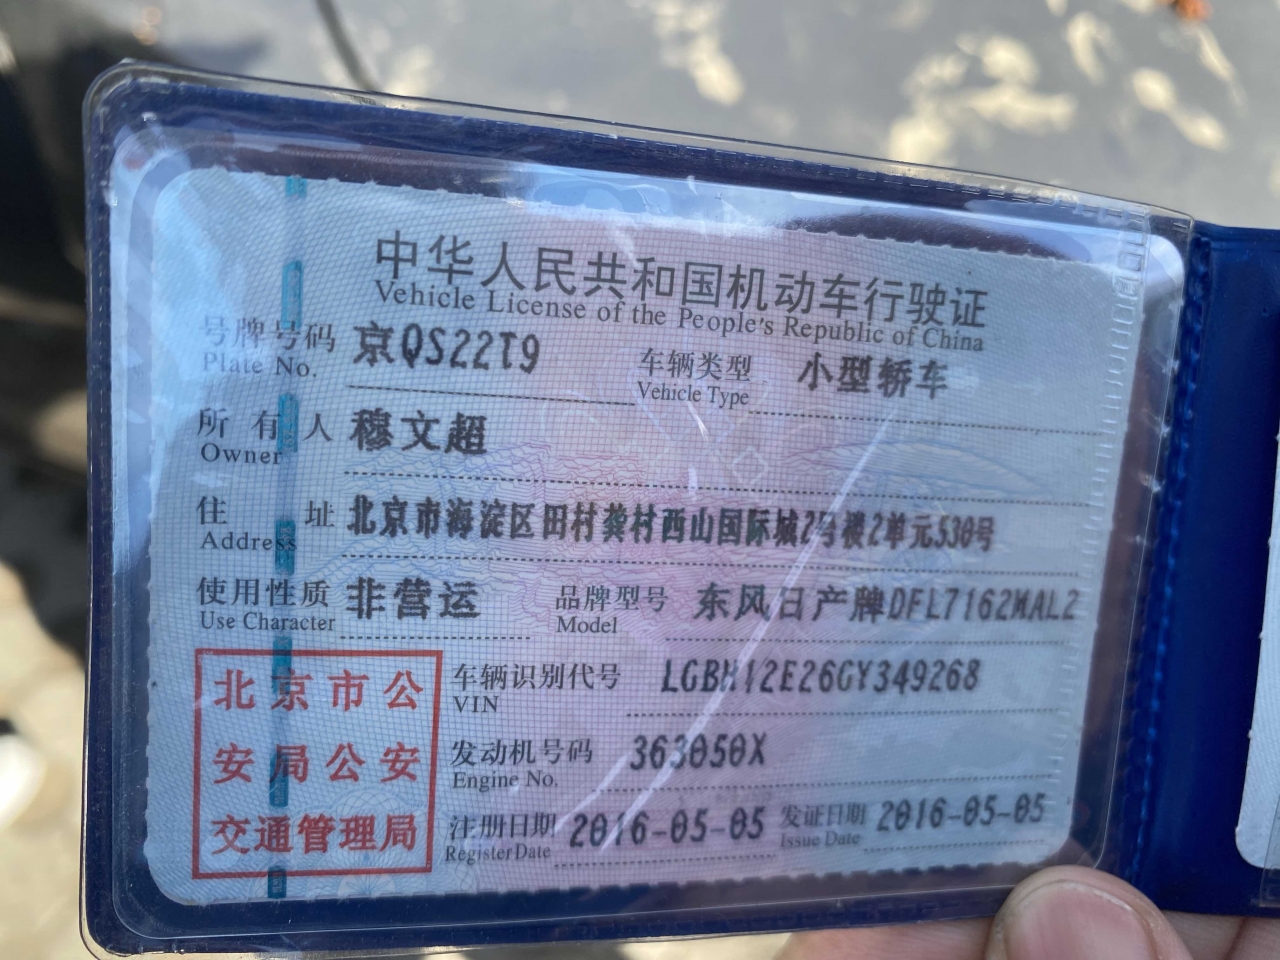 中华人民共和国机动车行驶证
Vehicle License of the People's Republic of China
号牌号码 京QS22T9 车辆类型 小型轿车
Plate No. Vehicle Type
所有人 穆文超
Owner
住址 北京市海淀区田村龚村西山国际城2号楼2单元530号
Address
使用性质 非营运 品牌型号 东风日产牌DFL7162MAL2
Use Character Model
北京市公
安局公安
交通管理局
车辆识别代号 LGBH12E26GY349268
VIN
发动机号码 363050X
Engine No.
注册日期 2016-05-05 发证日期 2016-05-05
Register Date Issue Date